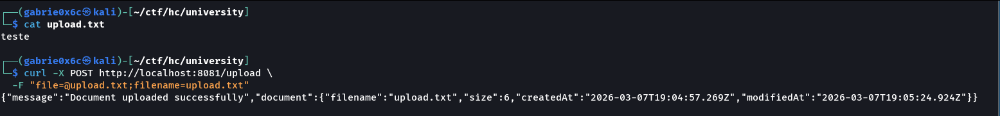 ┌──(gabrie0x6c㉿kali)-[~/ctf/hc/university]
└─$ cat upload.txt
teste
┌──(gabrie0x6c㉿kali)-[~/ctf/hc/university]
└─$ curl -X POST http://localhost:8081/upload \
  -F "file=@upload.txt;filename=upload.txt"
{"message":"Document uploaded successfully","document":{"filename":"upload.txt","size":6,"createdAt":"2026-03-07T19:04:57.269Z","modifiedAt":"2026-03-07T19:05:24.924Z"}}